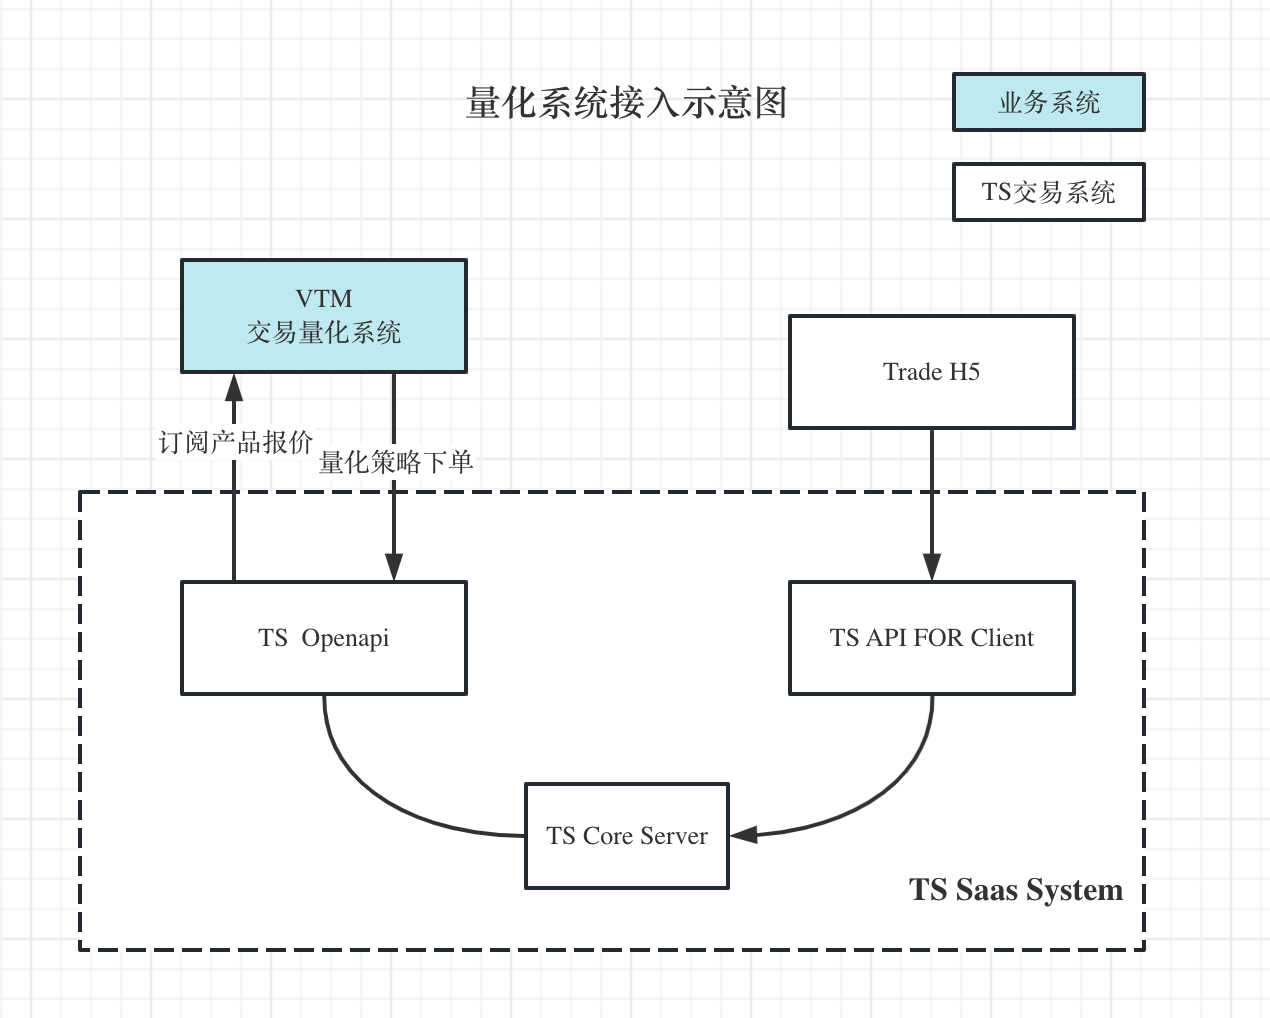 量化系统接入示意图
业务系统
TS交易系统
VTM
交易量化系统
Trade H5
订阅产品报价
量化策略下单
TS  Openapi
TS API FOR Client
TS Core Server
TS Saas System